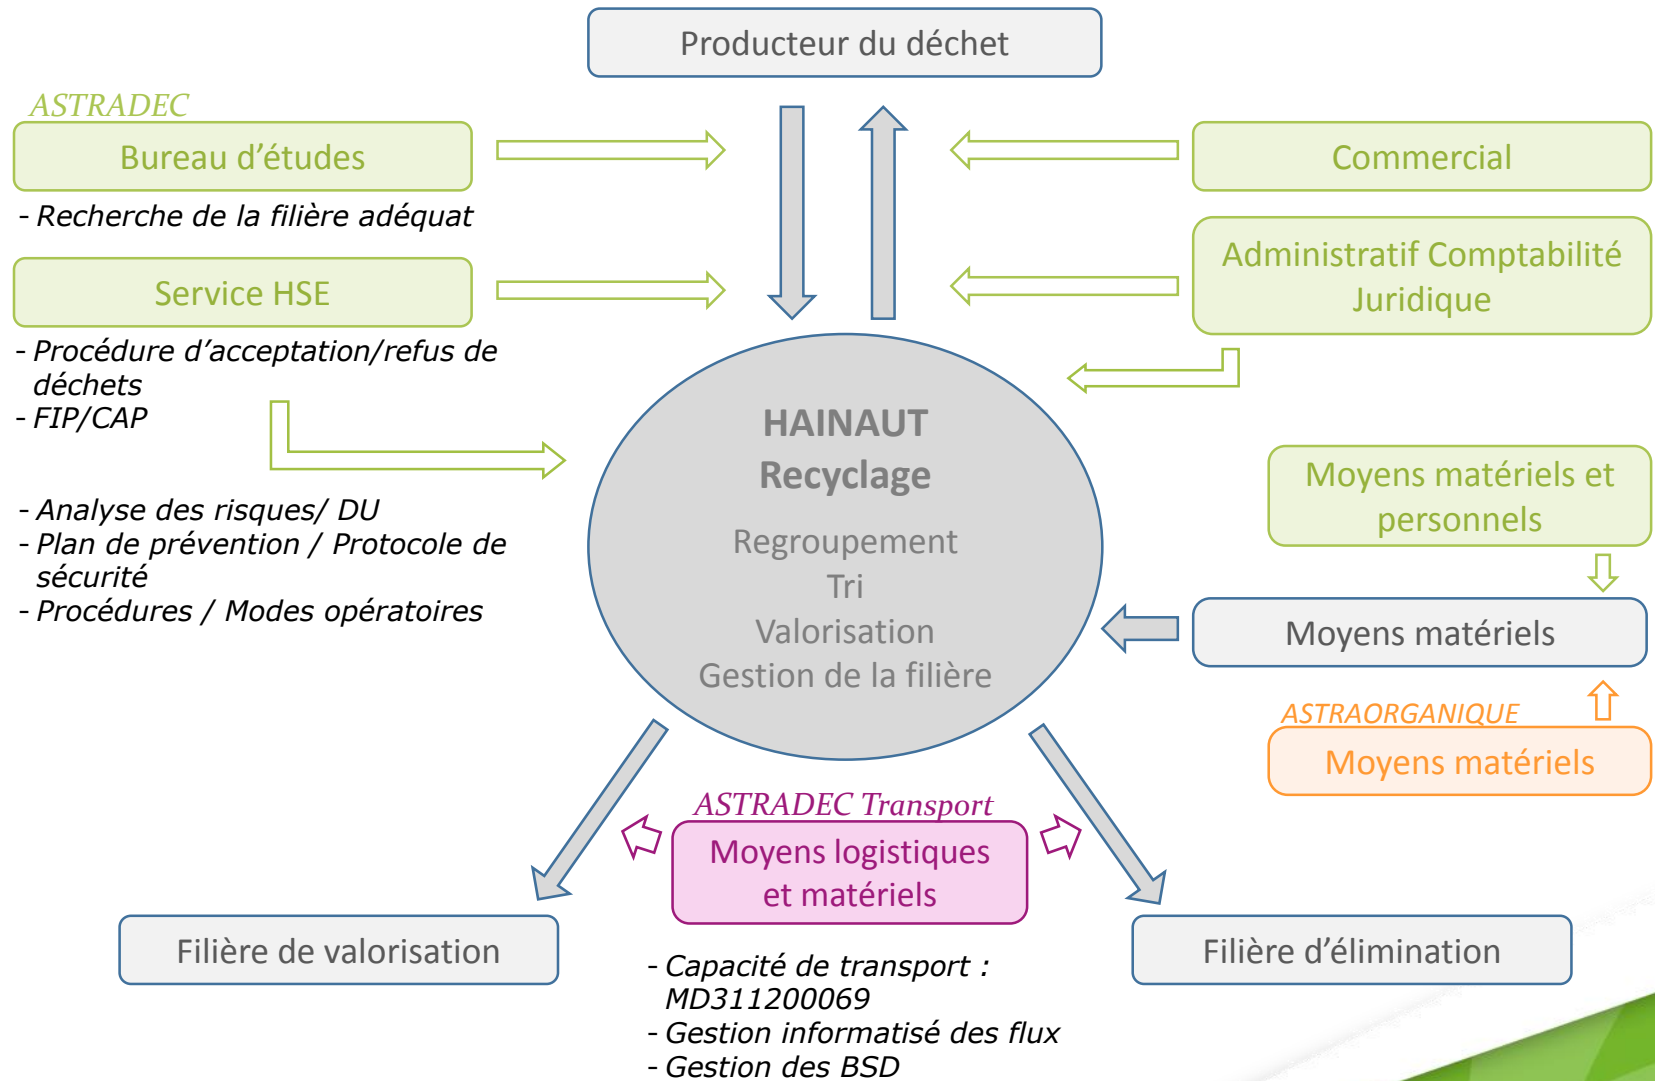 Producteur du déchet
ASTRADEC
Bureau d'études
- Recherche de la filière adéquat
Service HSE
- Procédure d'acceptation/refus de
déchets
- FIP/CAP
- Analyse des risques/ DU
- Plan de prévention / Protocole de
sécurité
- Procédures / Modes opératoires
Commercial
Administratif Comptabilité
Juridique
HAINAUT
Recyclage
Regroupement
Tri
Valorisation
Gestion de la filière
Moyens matériels et
personnels
Moyens matériels
ASTRAORGANIQUE
Moyens matériels
ASTRADEC Transport
Moyens logistiques
et matériels
Filière de valorisation
Filière d'élimination
- Capacité de transport :
MD311200069
- Gestion informatisé des flux
- Gestion des BSD